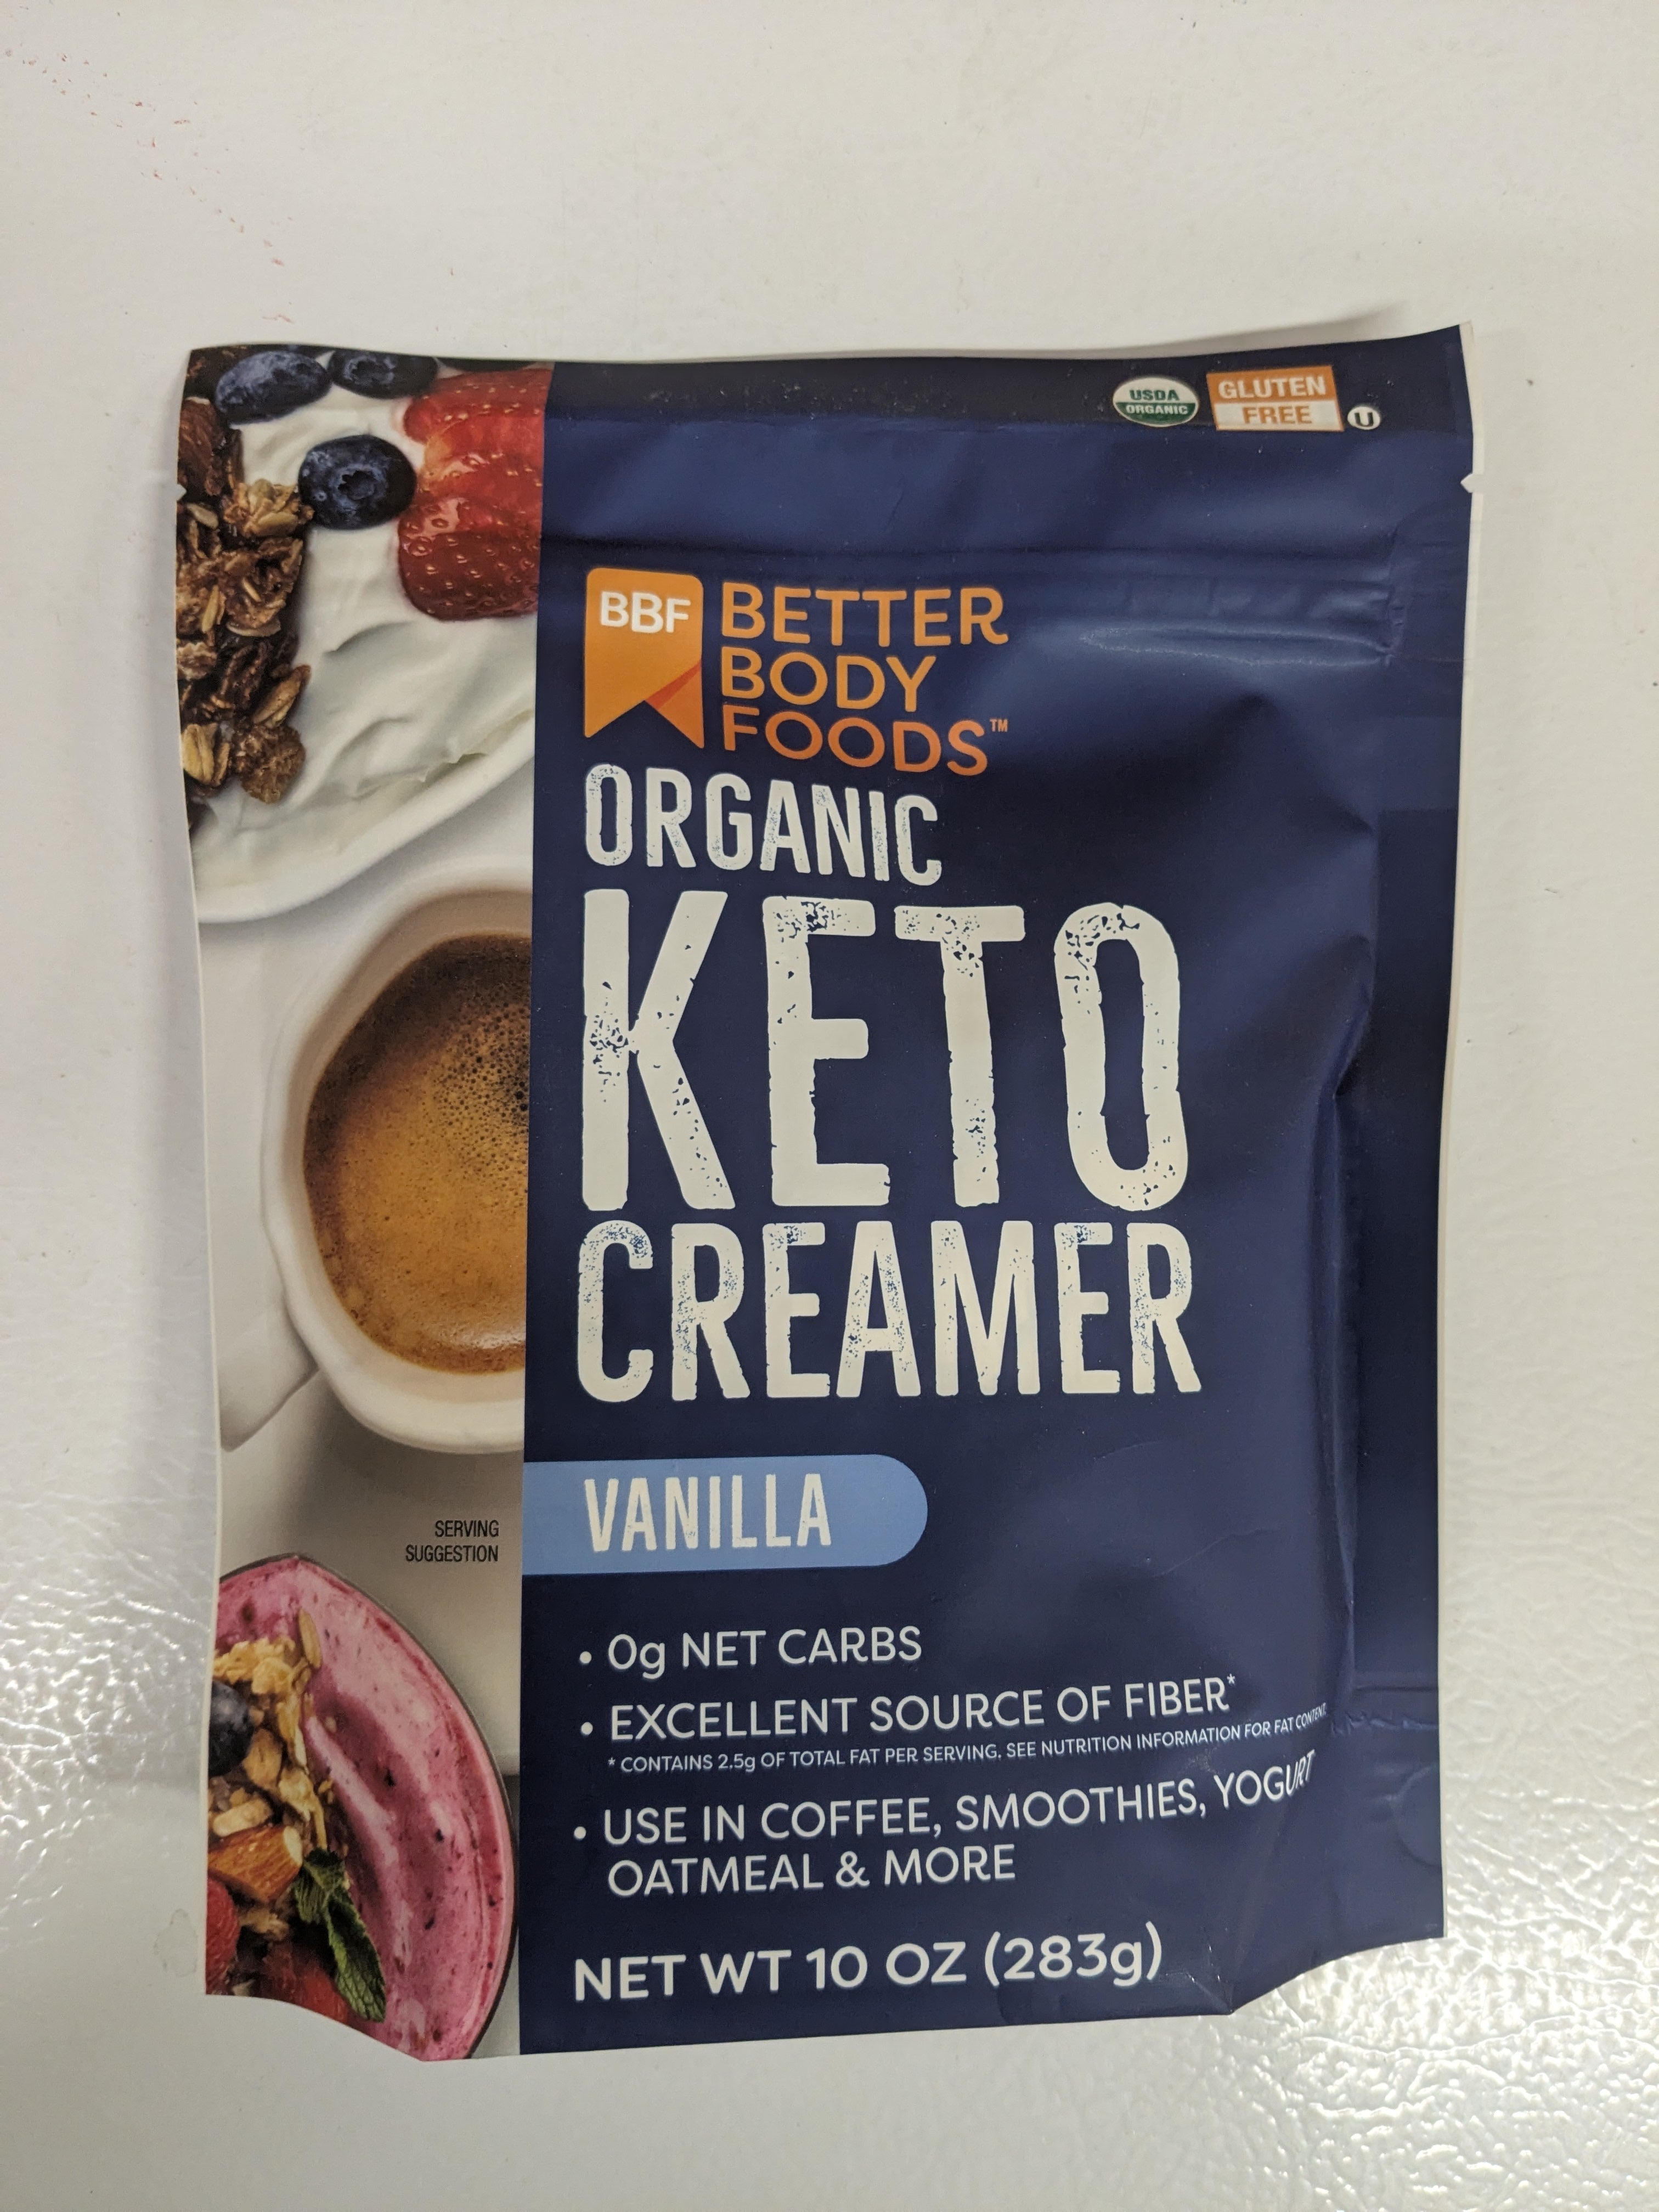 USDA
ORGANIC
GLUTEN
FREE
U
BBF
BETTER
BODY
FOODS™
ORGANIC
KETO
CREAMER
VANILLA
SERVING
SUGGESTION
• 0g NET CARBS
• EXCELLENT SOURCE OF FIBER*
* CONTAINS 2.5g OF TOTAL FAT PER SERVING. SEE NUTRITION INFORMATION FOR FAT CONTENT.
• USE IN COFFEE, SMOOTHIES, YOGURT
OATMEAL & MORE
NET WT 10 OZ (283g)